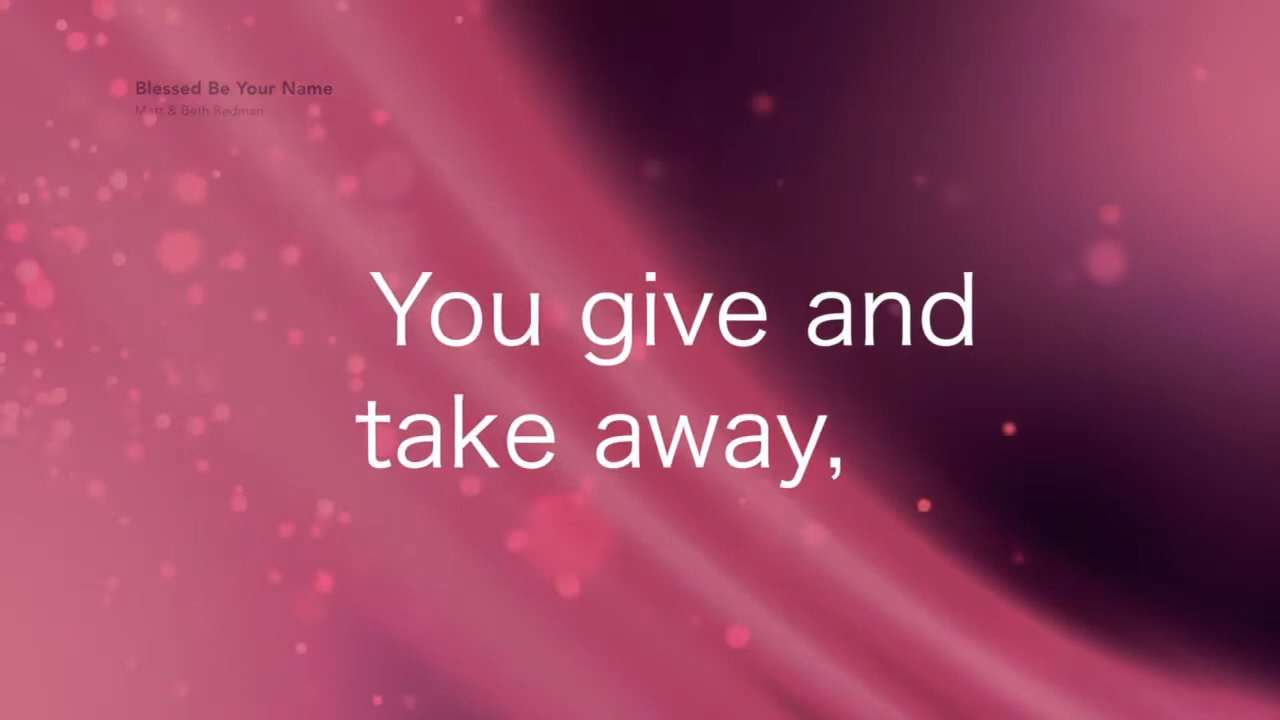 Blessed Be Your Name
Matt & Beth Redman
You give and
take away,